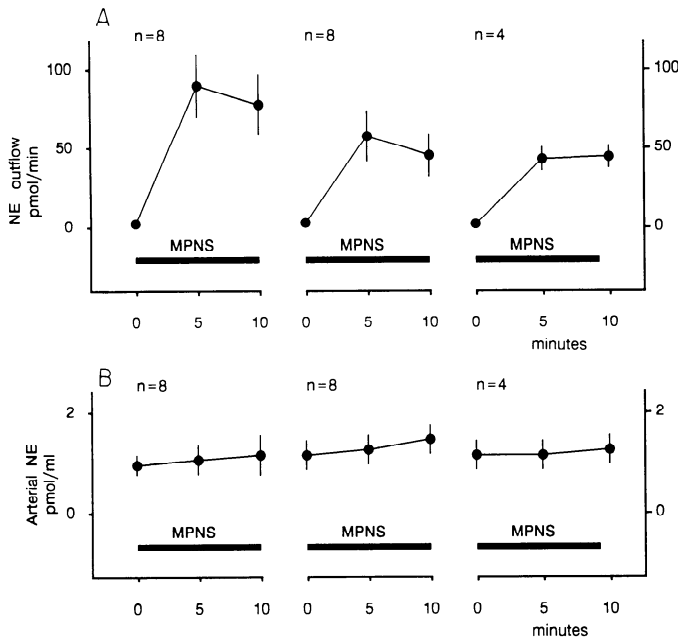 A
n=8 n=8 n=4
100 100
50 50
0 0
NE outflow
pmol/min
MPNS MPNS MPNS
0 5 10 0 5 10 0 5 10
minutes
B
n=8 n=8 n=4
2 2
0 0
Arterial NE
pmol/ml
MPNS MPNS MPNS
0 5 10 0 5 10 0 5 10
minutes